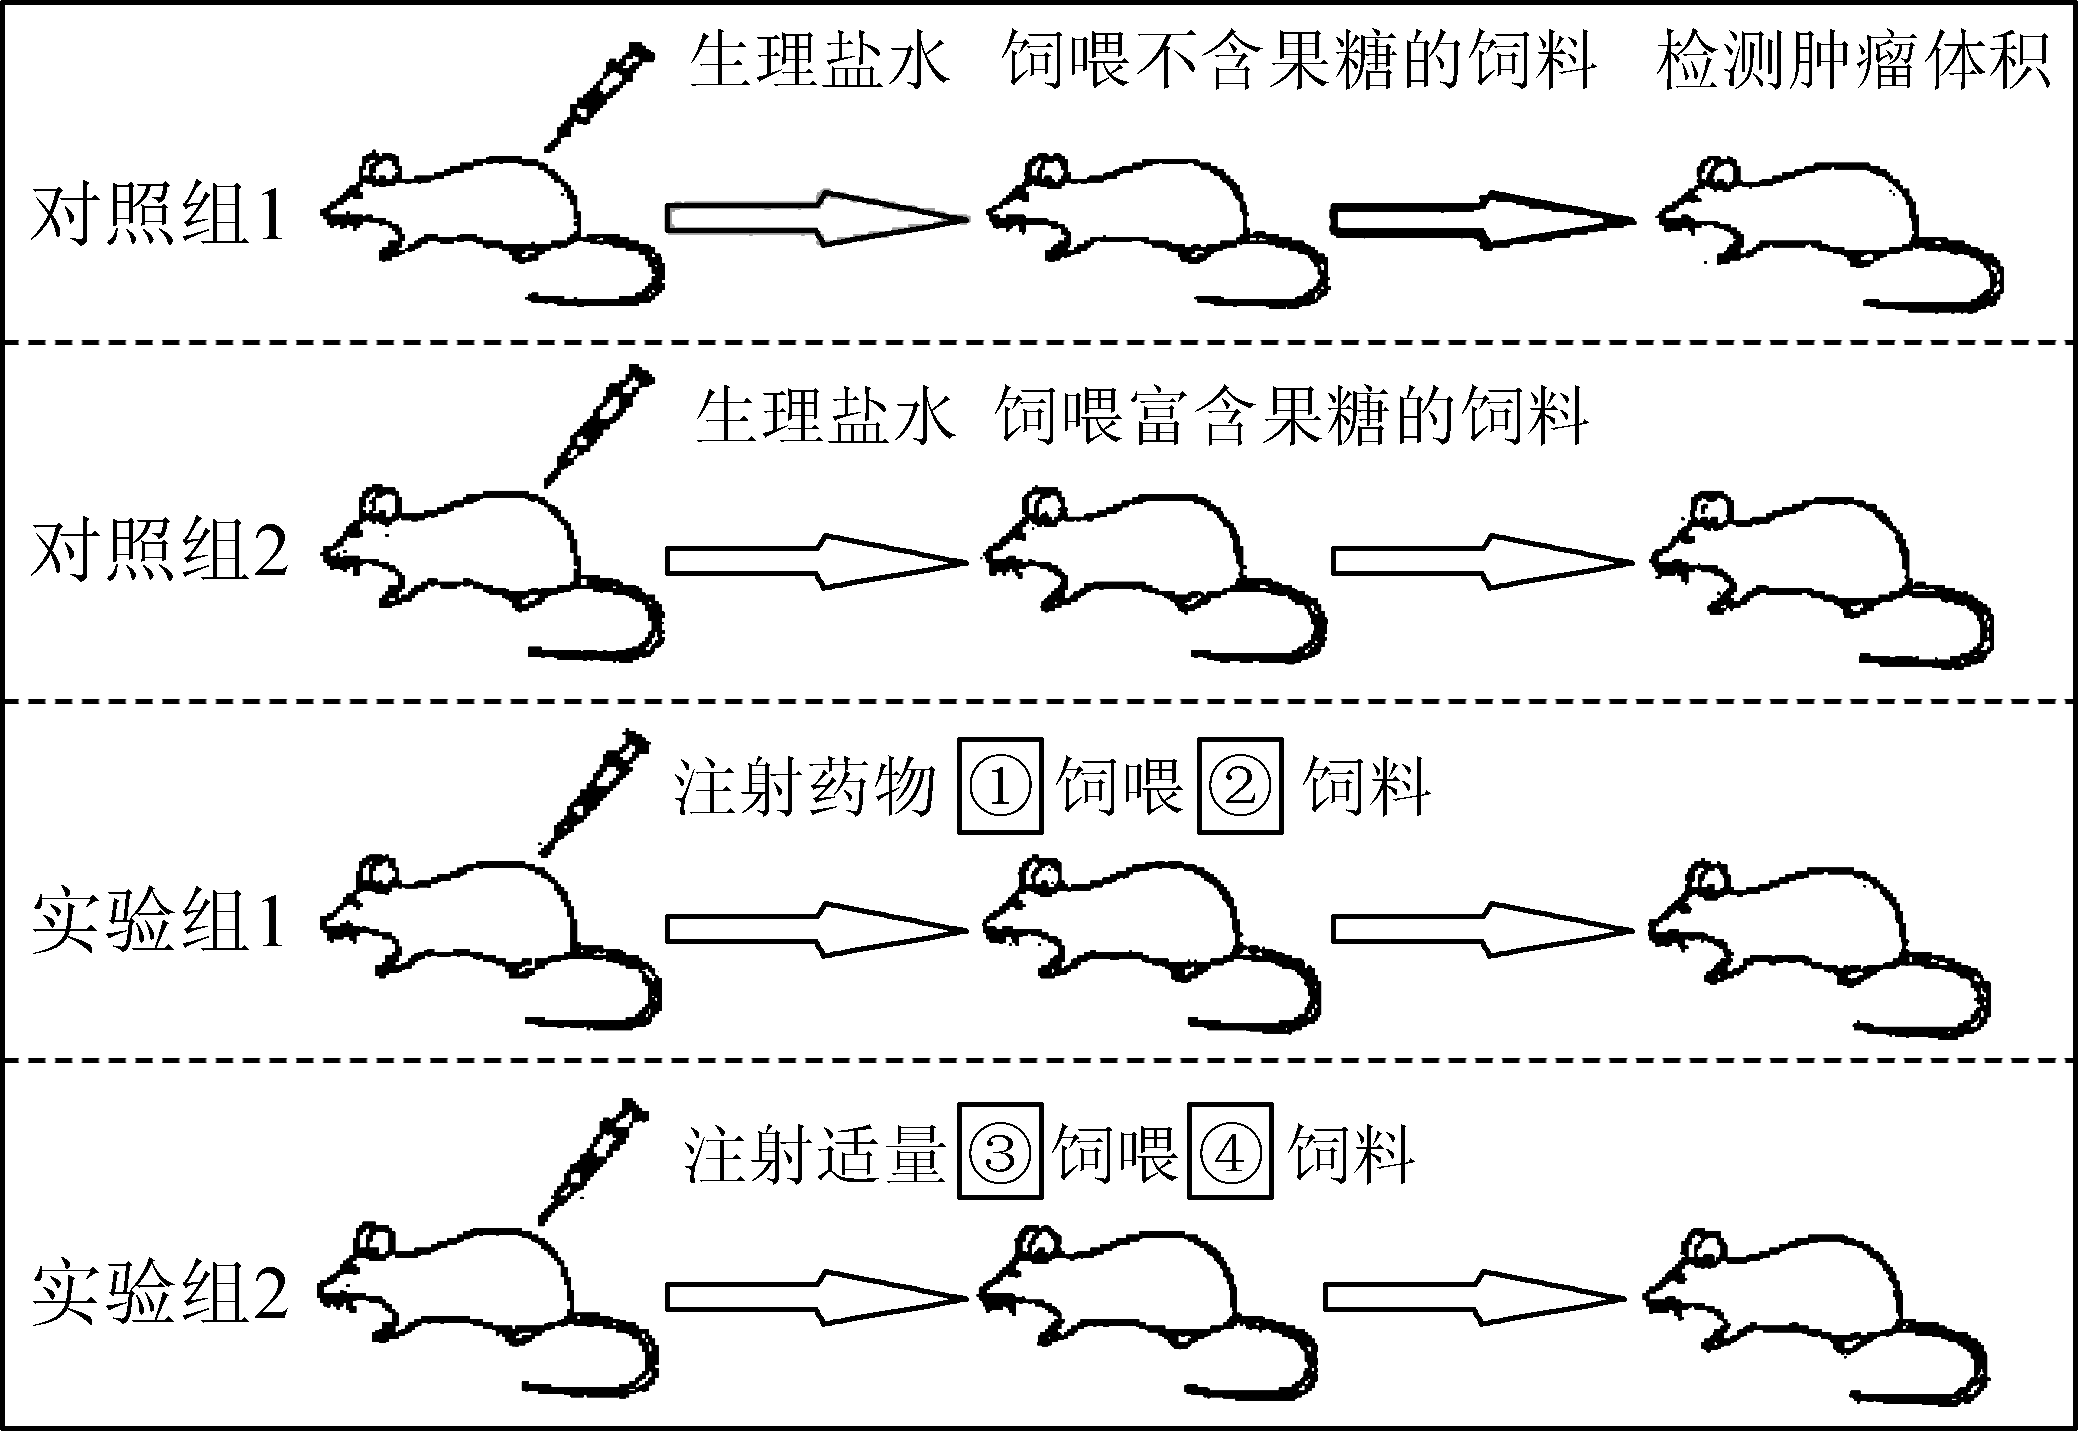 生理盐水 饲喂不含果糖的饲料 检测肿瘤体积
对照组1
生理盐水 饲喂富含果糖的饲料
对照组2
注射药物 ① 饲喂 ② 饲料
实验组1
注射适量 ③ 饲喂 ④ 饲料
实验组2